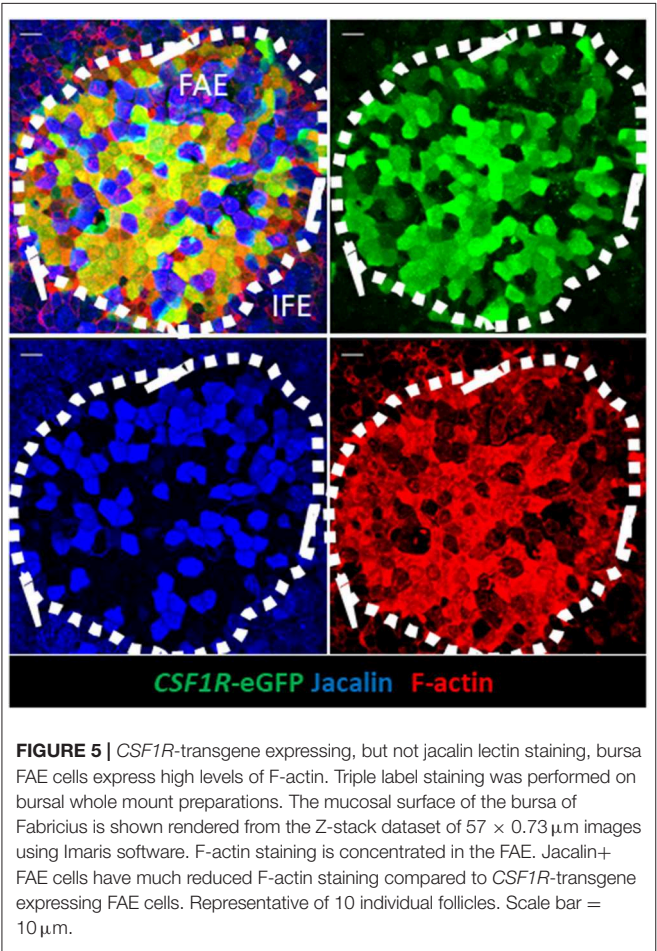 FAE
IFE
CSF1R-eGFP Jacalin F-actin
FIGURE 5 | CSF1R-transgene expressing, but not jacalin lectin staining, bursa
FAE cells express high levels of F-actin. Triple label staining was performed on
bursal whole mount preparations. The mucosal surface of the bursa of
Fabricius is shown rendered from the Z-stack dataset of 57 × 0.73 μm images
using Imaris software. F-actin staining is concentrated in the FAE. Jacalin+
FAE cells have much reduced F-actin staining compared to CSF1R-transgene
expressing FAE cells. Representative of 10 individual follicles. Scale bar =
10 μm.